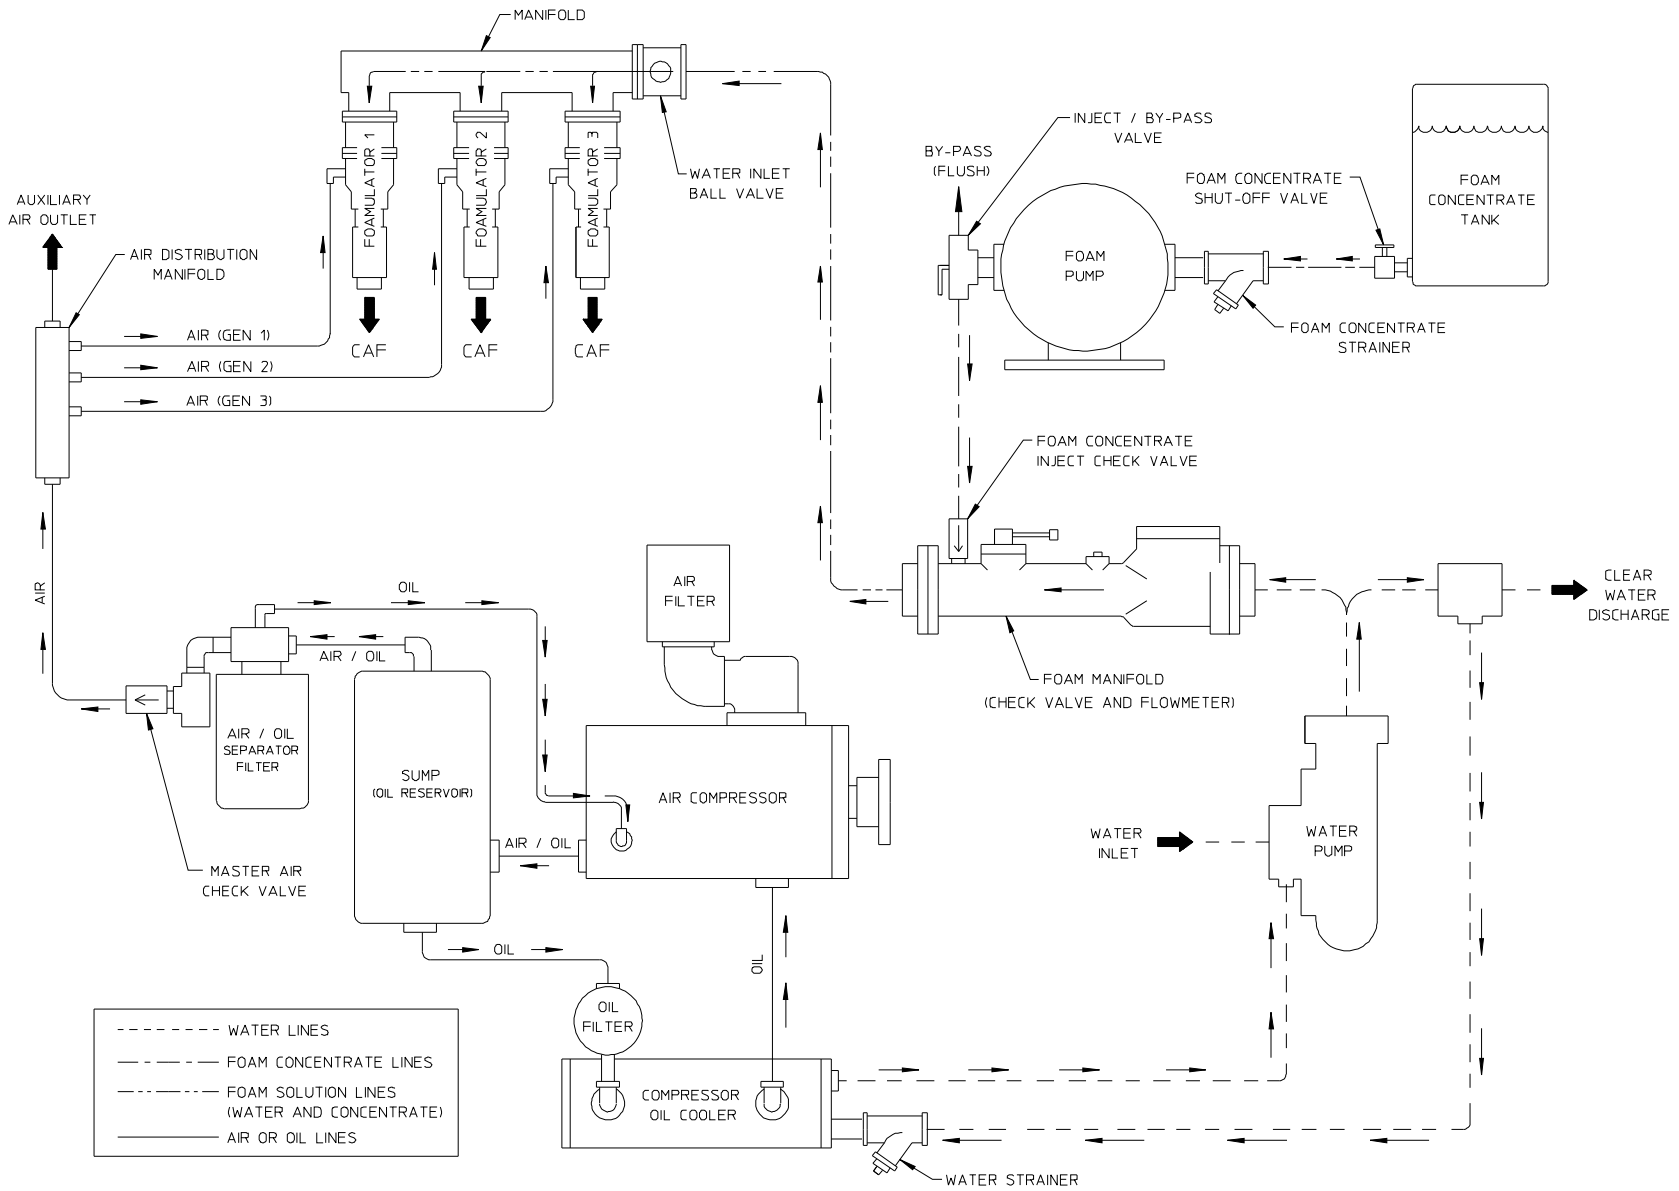 MANIFOLD
FOAMULATOR 1
FOAMULATOR 2
FOAMULATOR 3
WATER INLET
BALL VALVE
AUXILIARY
AIR OUTLET
AIR DISTRIBUTION
MANIFOLD
AIR (GEN 1)
AIR (GEN 2)
AIR (GEN 3)
CAF
CAF
CAF
INJECT / BY-PASS
VALVE
BY-PASS
(FLUSH)
FOAM
PUMP
FOAM CONCENTRATE
SHUT-OFF VALVE
FOAM
CONCENTRATE
TANK
FOAM CONCENTRATE
STRAINER
FOAM CONCENTRATE
INJECT CHECK VALVE
AIR
OIL
AIR / OIL
AIR
FILTER
CLEAR
WATER
DISCHARGE
FOAM MANIFOLD
(CHECK VALVE AND FLOWMETER)
AIR / OIL
SEPARATOR
FILTER
SUMP
(OIL RESERVOIR)
AIR COMPRESSOR
AIR / OIL
WATER
INLET
WATER
PUMP
MASTER AIR
CHECK VALVE
OIL
OIL
OIL
FILTER
COMPRESSOR
OIL COOLER
WATER STRAINER
WATER LINES
FOAM CONCENTRATE LINES
FOAM SOLUTION LINES
(WATER AND CONCENTRATE)
AIR OR OIL LINES